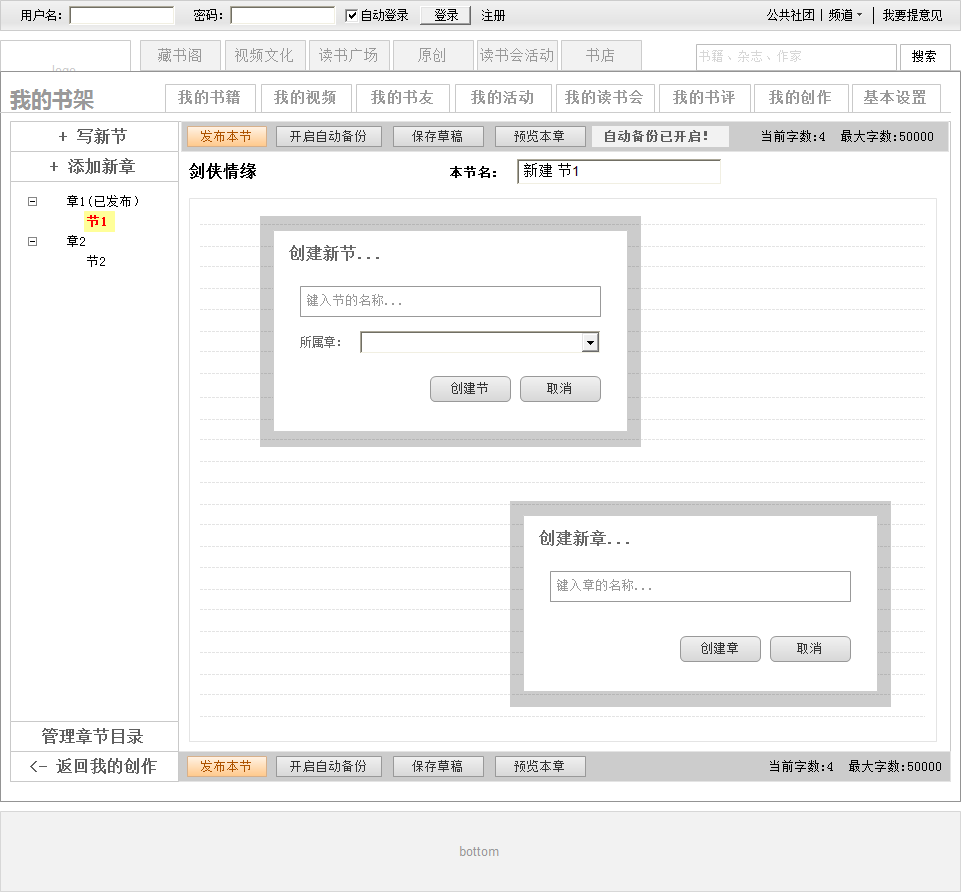 用户名: 密码: 自动登录 登录 注册 公共社团 | 频道 | 我要提意见
logo 藏书阁 视频文化 读书广场 原创 读书会活动 书店 书籍、杂志、作家 搜索
我的书架 我的书籍 我的视频 我的书友 我的活动 我的读书会 我的书评 我的创作 基本设置
+ 写新节 发布本节 开启自动备份 保存草稿 预览本章 自动备份已开启! 当前字数:4 最大字数:50000
+ 添加新章 剑侠情缘 本节名: 新建 节1
章1(已发布)
节1
章2
节2
创建新节...
键入节的名称...
所属章:
创建节 取消
创建新章...
键入章的名称...
创建章 取消
管理章节目录
<- 返回我的创作 发布本节 开启自动备份 保存草稿 预览本章 当前字数:4 最大字数:50000
bottom